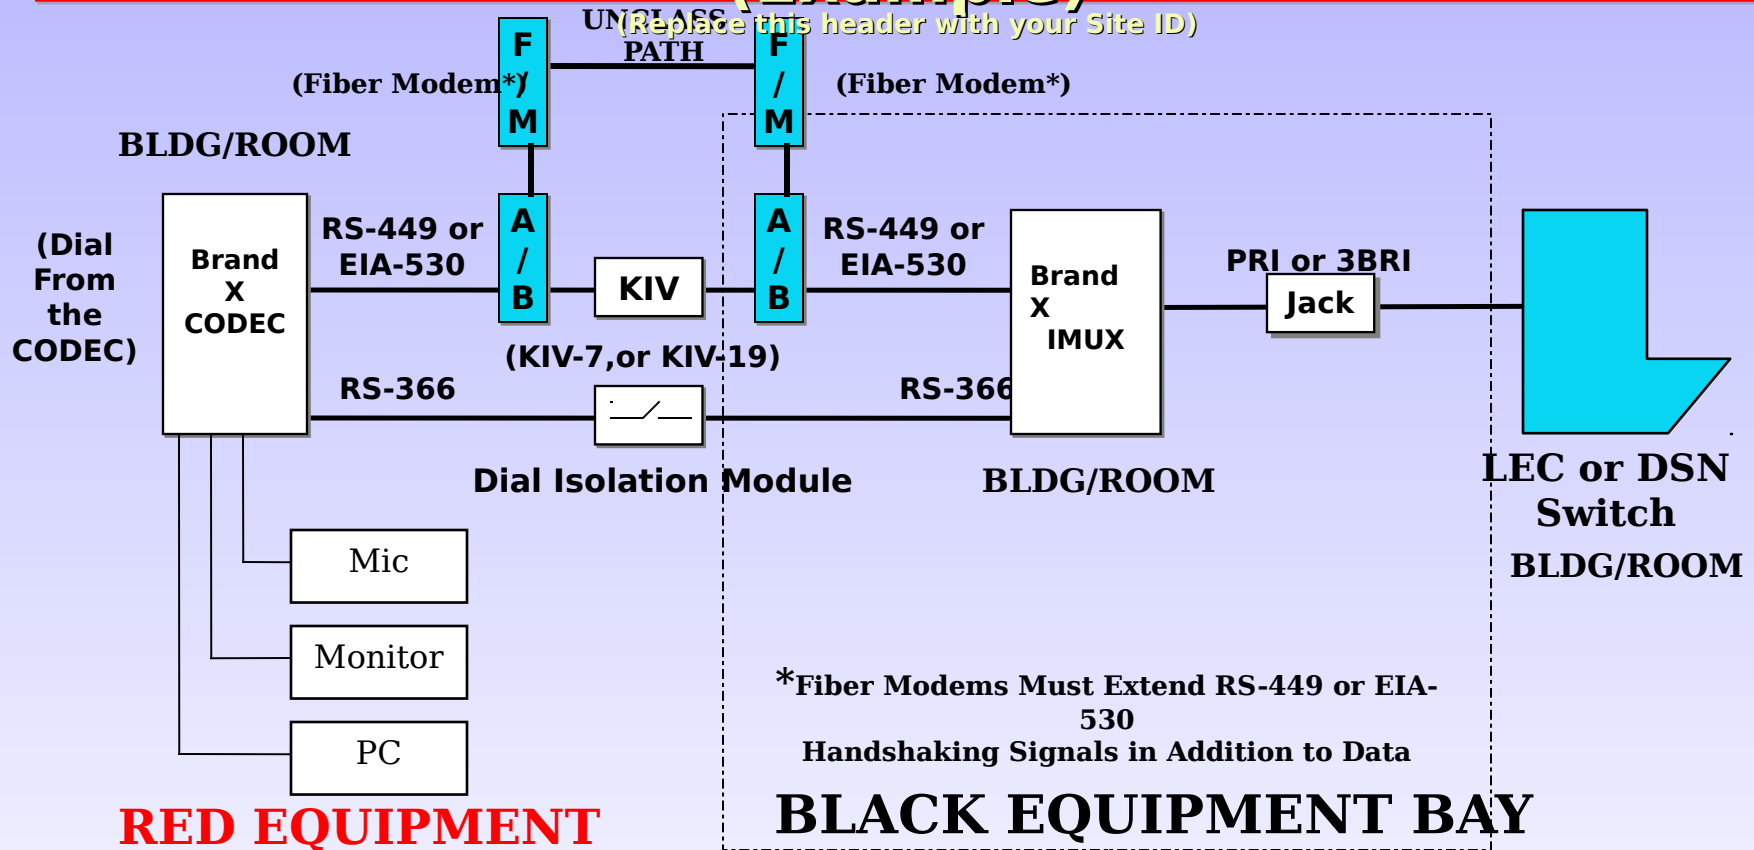 (Example)
(Replace this header with your Site ID)
UNCLASS
PATH
F
/
M
F
/
M
(Fiber Modem*)
(Fiber Modem*)
BLDG/ROOM
(Dial
From
the
CODEC)
Brand
X
CODEC
RS-449 or
EIA-530
A
/
B
KIV
A
/
B
RS-449 or
EIA-530
Brand
X
IMUX
PRI or 3BRI
Jack
(KIV-7,or KIV-19)
RS-366
RS-366
Dial Isolation Module
BLDG/ROOM
LEC or DSN
Switch
BLDG/ROOM
Mic
Monitor
PC
*Fiber Modems Must Extend RS-449 or EIA-
530
Handshaking Signals in Addition to Data
RED EQUIPMENT
BLACK EQUIPMENT BAY